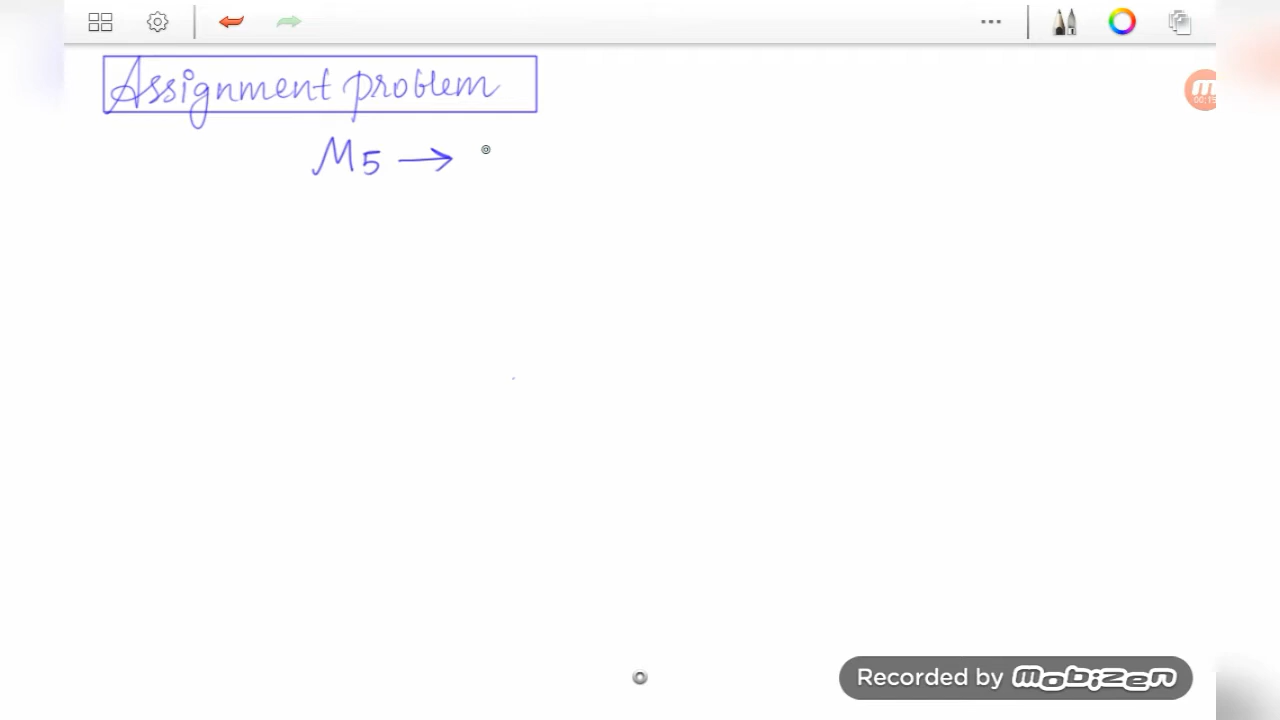 Assignment problem
M5 →
Recorded by mobizen